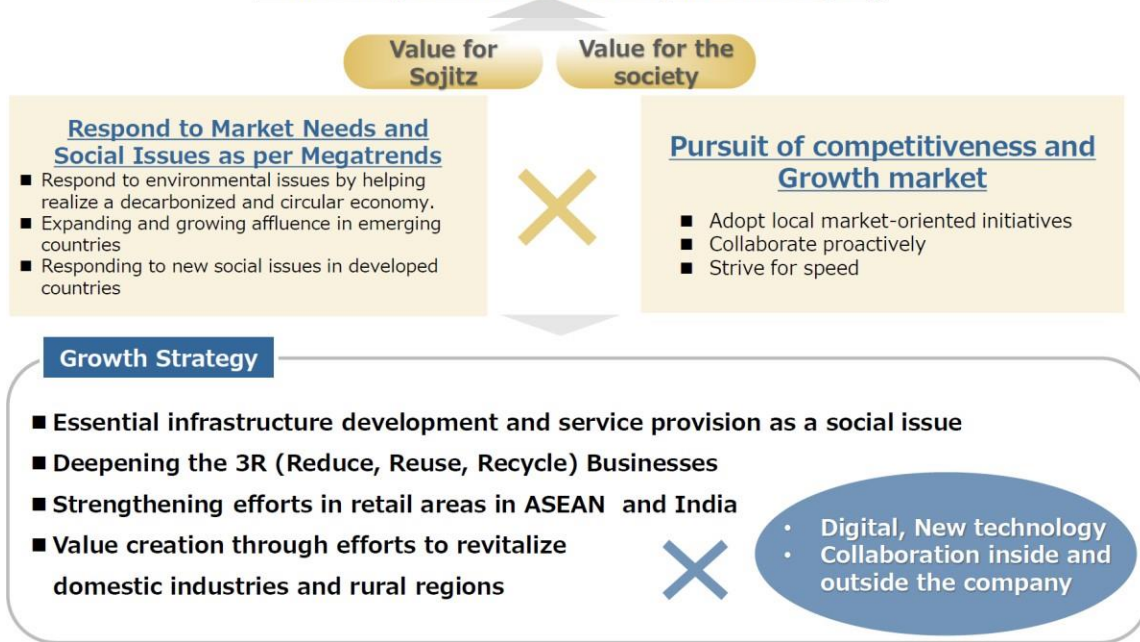 Value for
Sojitz
Value for the
society
Respond to Market Needs and
Social Issues as per Megatrends
■ Respond to environmental issues by helping
realize a decarbonized and circular economy.
■ Expanding and growing affluence in emerging
countries
■ Responding to new social issues in developed
countries
Pursuit of competitiveness and
Growth market
■ Adopt local market-oriented initiatives
■ Collaborate proactively
■ Strive for speed
Growth Strategy
■ Essential infrastructure development and service provision as a social issue
■ Deepening the 3R (Reduce, Reuse, Recycle) Businesses
■ Strengthening efforts in retail areas in ASEAN and India
■ Value creation through efforts to revitalize
domestic industries and rural regions
• Digital, New technology
• Collaboration inside and
outside the company